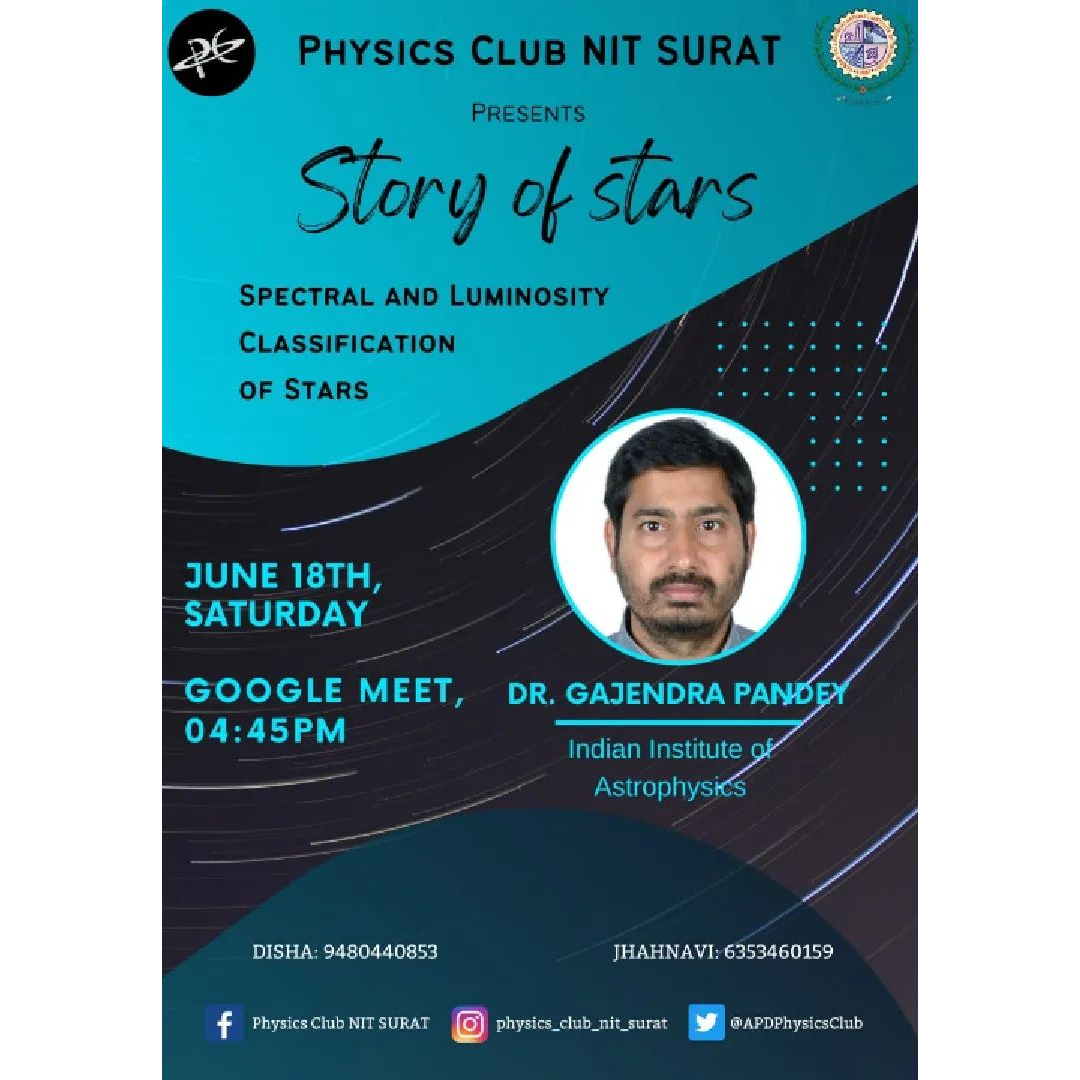 PHYSICS CLUB NIT SURAT
PRESENTS
Story of stars
SPECTRAL AND LUMINOSITY
CLASSIFICATION
OF STARS
JUNE 18TH,
SATURDAY
GOOGLE MEET,
04:45PM
DR. GAJENDRA PANDEY
Indian Institute of
Astrophysics
DISHA: 9480440853
JHAHNAVI: 6353460159
Physics Club NIT SURAT
physics_club_nit_surat
@APDPhysicsClub